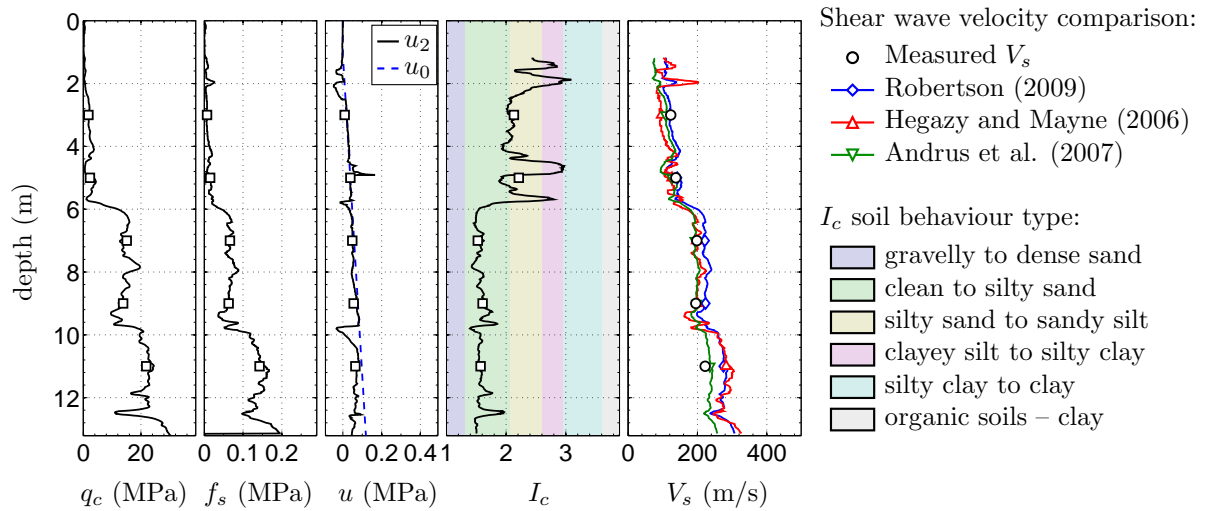 0
2
4
6
8
10
12
depth (m)
0 20 40
q_c (MPa)
0 0.1 0.2
f_s (MPa)
u_2
u_0
0 0.2 0.4
u (MPa)
1 2 3
I_c
0 200 400
V_s (m/s)
Shear wave velocity comparison:
Measured V_s
Robertson (2009)
Hegazy and Mayne (2006)
Andrus et al. (2007)
I_c soil behaviour type:
gravelly to dense sand
clean to silty sand
silty sand to sandy silt
clayey silt to silty clay
silty clay to clay
organic soils – clay